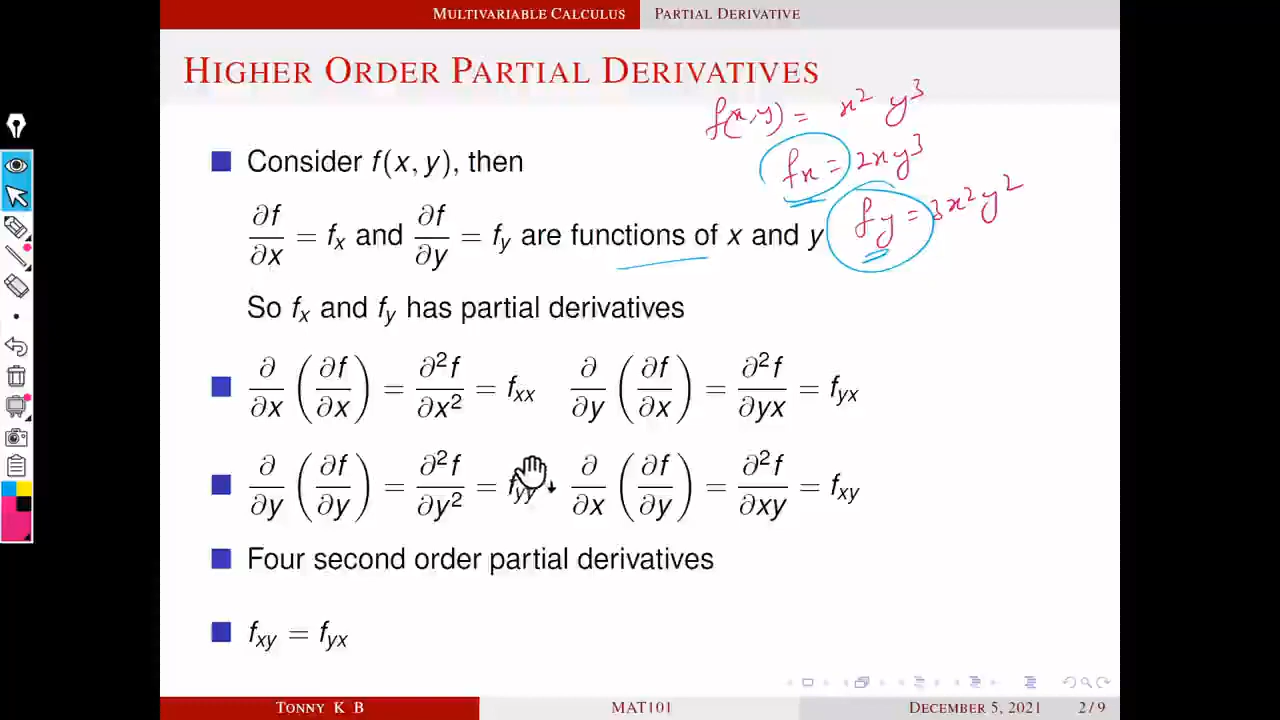 MULTIVARIABLE CALCULUS PARTIAL DERIVATIVE
HIGHER ORDER PARTIAL DERIVATIVES
f(x, y) = x² y³
Consider f(x, y), then
fx = 2xy³
∂f/∂x = fx and ∂f/∂y = fy are functions of x and y
fy = 3x²y²
So fx and fy has partial derivatives
∂/∂x (∂f/∂x) = ∂²f/∂x² = fxx ∂/∂y (∂f/∂x) = ∂²f/∂yx = fyx
∂/∂y (∂f/∂y) = ∂²f/∂y² = fyy ∂/∂x (∂f/∂y) = ∂²f/∂xy = fxy
Four second order partial derivatives
fxy = fyx
TONNY K B MAT101 DECEMBER 5, 2021 2 / 9